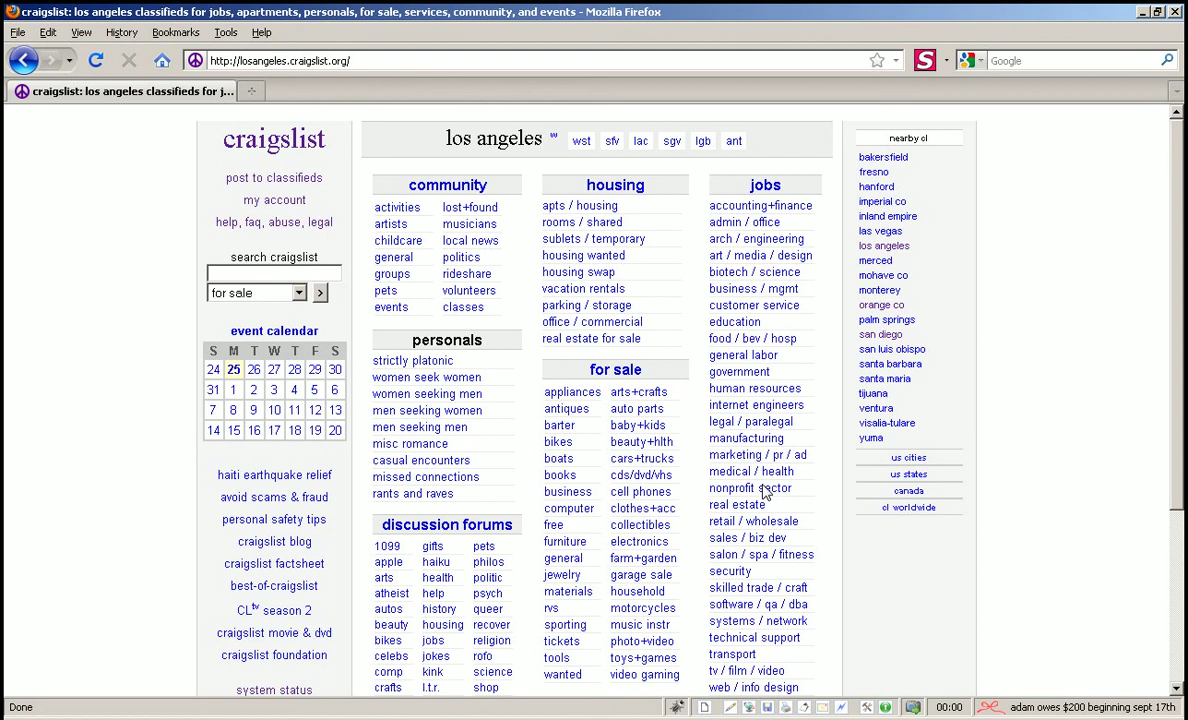 craigslist: los angeles classifieds for jobs, apartments, personals, for sale, services, community, and events - Mozilla Firefox
File Edit View History Bookmarks Tools Help
http://losangeles.craigslist.org/
S
Google
craigslist: los angeles classifieds for j...
craigslist
post to classifieds
my account
help, faq, abuse, legal
search craigslist
for sale >
event calendar
S M T W T F S
24 25 26 27 28 29 30
31 1 2 3 4 5 6
7 8 9 10 11 12 13
14 15 16 17 18 19 20
haiti earthquake relief
avoid scams & fraud
personal safety tips
craigslist blog
craigslist factsheet
best-of-craigslist
CLtv season 2
craigslist movie & dvd
craigslist foundation
system status
los angeles w wst sfv lac sgv lgb ant
community
activities lost+found
artists musicians
childcare local news
general politics
groups rideshare
pets volunteers
events classes
personals
strictly platonic
women seek women
women seeking men
men seeking women
men seeking men
misc romance
casual encounters
missed connections
rants and raves
discussion forums
1099 gifts pets
apple haiku philos
arts health politic
atheist help psych
autos history queer
beauty housing recover
bikes jobs religion
celebs jokes rofo
comp kink science
crafts l.t.r. shop
housing
apts / housing
rooms / shared
sublets / temporary
housing wanted
housing swap
vacation rentals
parking / storage
office / commercial
real estate for sale
for sale
appliances arts+crafts
antiques auto parts
barter baby+kids
bikes beauty+hlth
boats cars+trucks
books cds/dvd/vhs
business cell phones
computer clothes+acc
free collectibles
furniture electronics
general farm+garden
jewelry garage sale
materials household
rvs motorcycles
sporting music instr
tickets photo+video
tools toys+games
wanted video gaming
jobs
accounting+finance
admin / office
arch / engineering
art / media / design
biotech / science
business / mgmt
customer service
education
food / bev / hosp
general labor
government
human resources
internet engineers
legal / paralegal
manufacturing
marketing / pr / ad
medical / health
nonprofit sector
real estate
retail / wholesale
sales / biz dev
salon / spa / fitness
security
skilled trade / craft
software / qa / dba
systems / network
technical support
transport
tv / film / video
web / info design
nearby cl
bakersfield
fresno
hanford
imperial co
inland empire
las vegas
los angeles
merced
mohave co
monterey
orange co
palm springs
san diego
san luis obispo
santa barbara
santa maria
tijuana
ventura
visalia-tulare
yuma
us cities
us states
canada
cl worldwide
Done 00:00 adam owes $200 beginning sept 17th